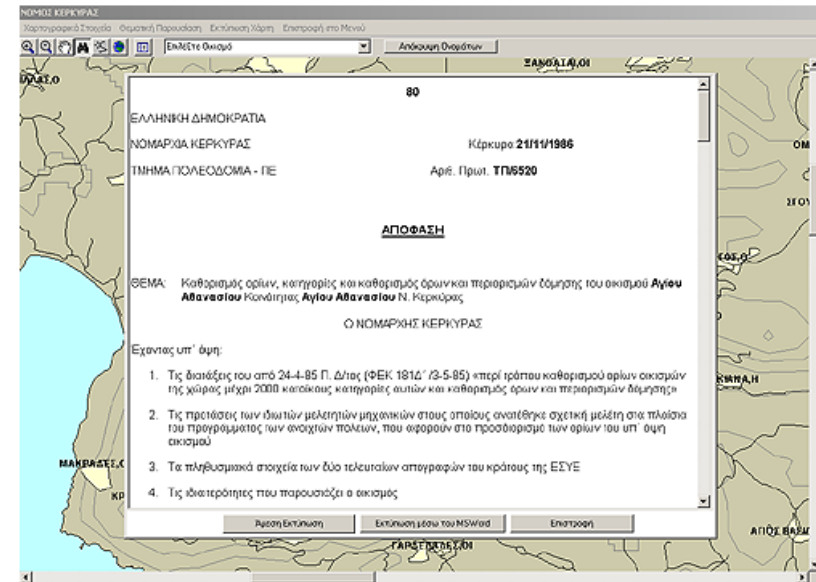 ΝΟΜΟΣ ΚΕΡΚΥΡΑΣ
Χαρτογραφικά Στοιχεία Θεματική Παρουσίαση Εκτύπωση Χάρτη Επιστροφή στο Μενού
Επιλέξτε Οικισμό Απόκρυψη Ονομάτων
80
ΕΛΛΗΝΙΚΗ ΔΗΜΟΚΡΑΤΙΑ
ΝΟΜΑΡΧΙΑ ΚΕΡΚΥΡΑΣ Κέρκυρα 21/11/1986
ΤΜΗΜΑ ΠΟΛΕΟΔΟΜΙΑ - ΠΕ Αριθ. Πρωτ. ΤΠ/6520
ΑΠΟΦΑΣΗ
ΘΕΜΑ: Καθορισμός ορίων, κατηγορίες και καθορισμός όρων και περιορισμών δόμησης του οικισμού Αγίου
Αθανασίου Κοινότητας Αγίου Αθανασίου Ν. Κερκύρας
Ο ΝΟΜΑΡΧΗΣ ΚΕΡΚΥΡΑΣ
Έχοντας υπ΄ όψη:
1. Τις διατάξεις του από 24-4-85 Π. Δ/τος (ΦΕΚ 181Δ΄ /3-5-85) «περί τρόπου καθορισμού ορίων οικισμών
της χώρας μέχρι 2000 κατοίκους κατηγορίες αυτών και καθορισμός όρων και περιορισμών δόμησης»
2. Τις προτάσεις των ιδιωτών μελετητών μηχανικών στους οποίους ανατέθηκε σχετική μελέτη στα πλαίσια
του προγράμματος των ανοιχτών πόλεων, που αφορούν στο προσδιορισμό των ορίων του υπ΄ όψη
οικισμού
3. Τα πληθυσμιακά στοιχεία των δύο τελευταίων απογραφών του κράτους της ΕΣΥΕ
4. Τις ιδιαιτερότητες που παρουσιάζει ο οικισμός
Άμεση Εκτύπωση Εκτύπωση μέσω του MSWord Επιστροφή